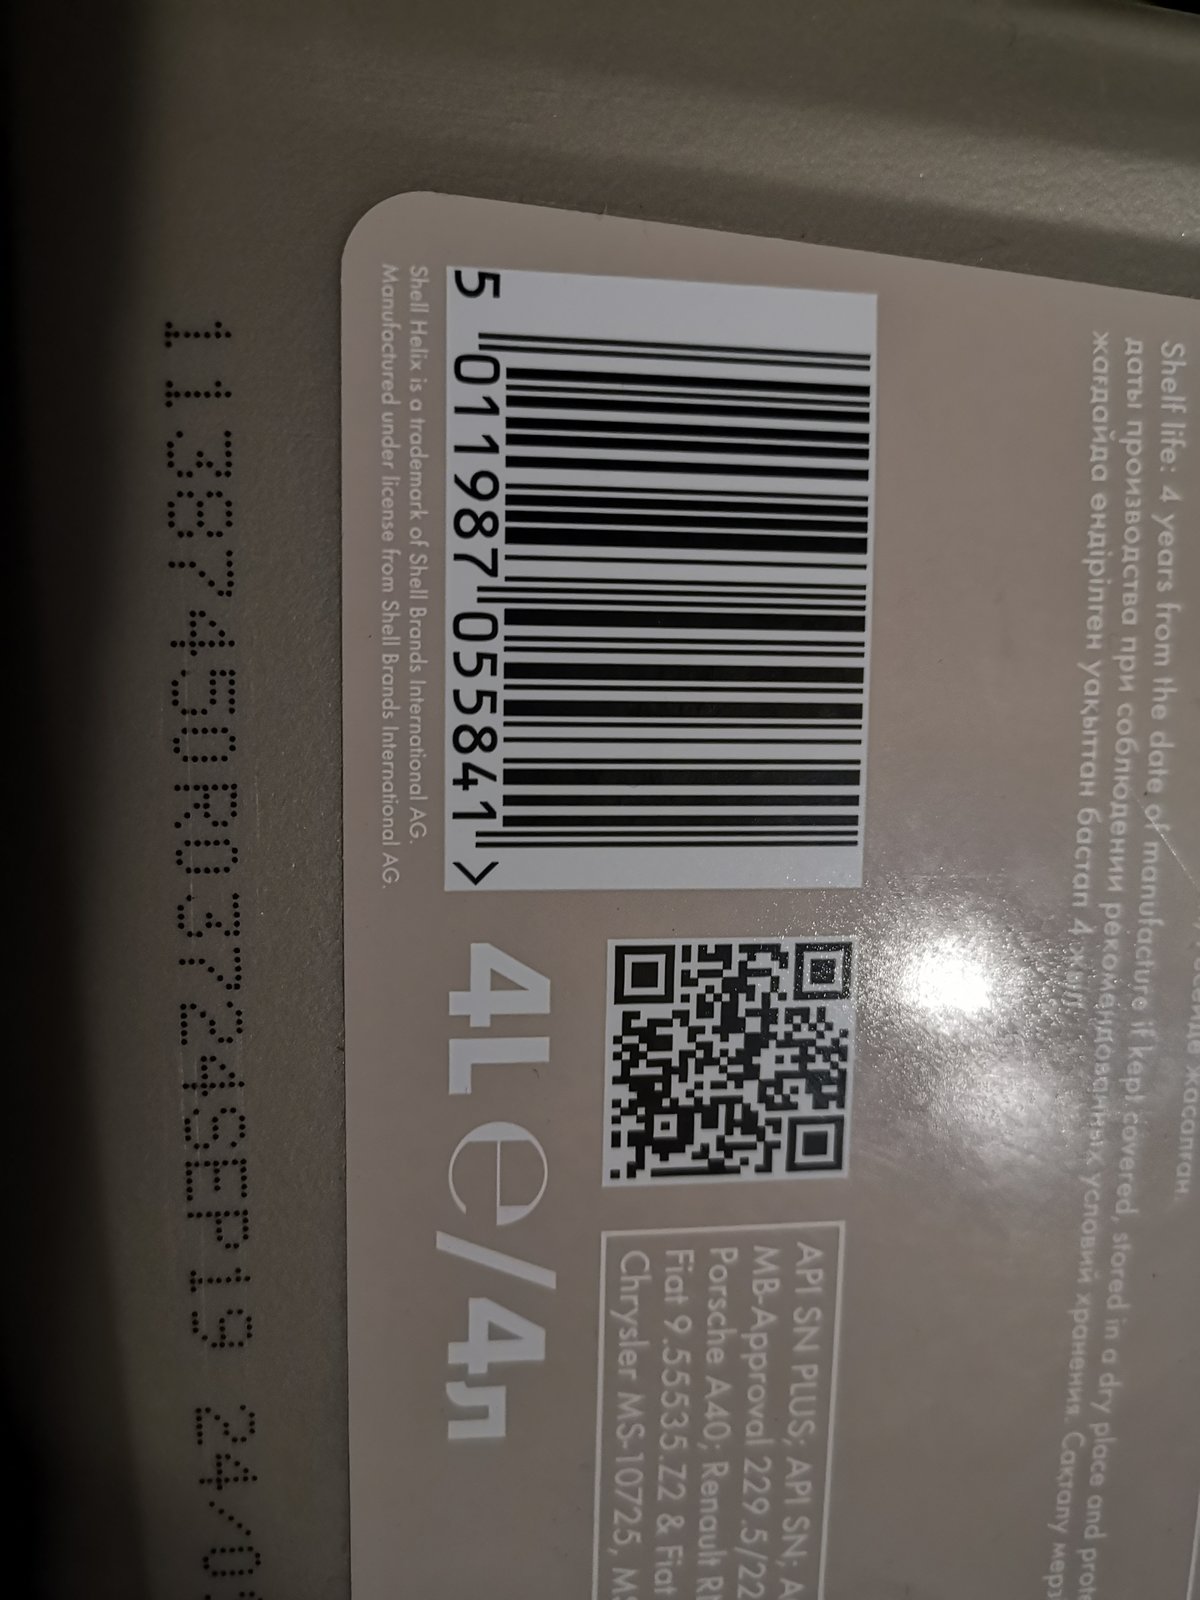 Shelf life: 4 years from the date of manufacture if kept covered, stored in a dry place and
даты производства при соблюдении рекомендованных условий хранения. Сақтау
жағдайда өндірілген уақыттан бастап 4 жыл.
5 011987 055841 >
Shell Helix is a trademark of Shell Brands International AG.
Manufactured under license from Shell Brands International AG.
4L e/4л
API SN PLUS; API SN;
MB-Approval 229.5/22
Porsche A40; Renault
Fiat 9.55535.Z2 & Fiat
Chrysler MS-10725,
11387450R03724SEP19 24/0